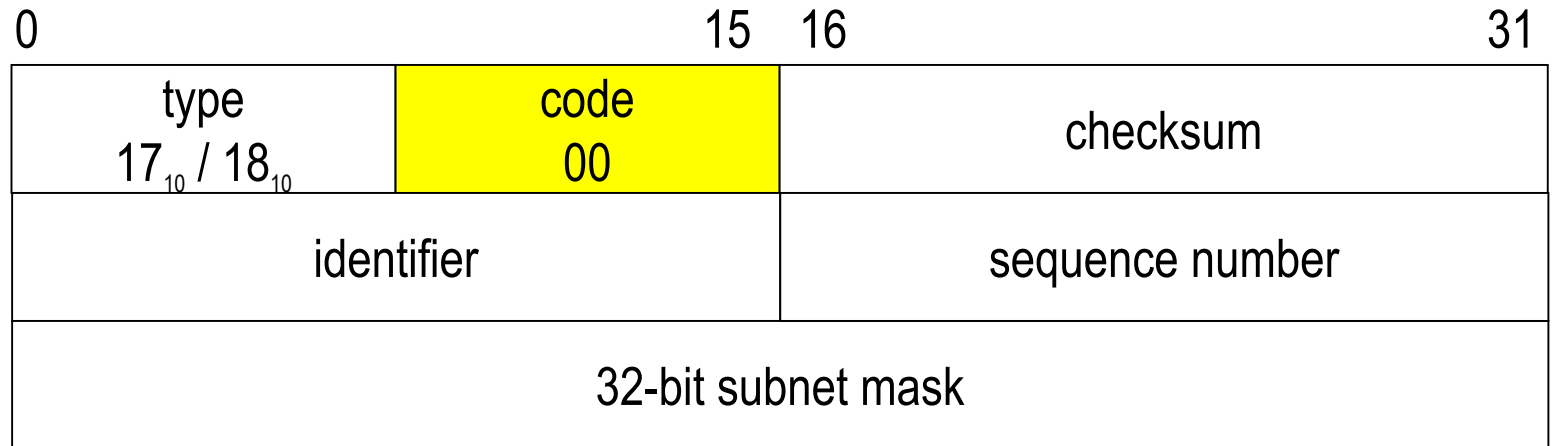 0 15 16 31
type code checksum
17₁₀ / 18₁₀ 00
identifier sequence number
32-bit subnet mask